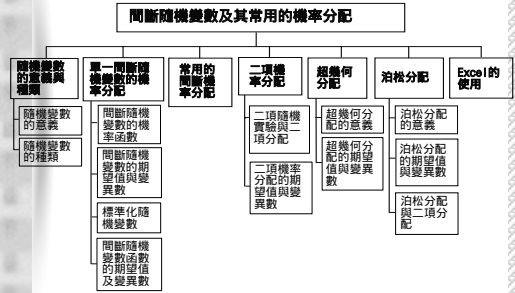 間斷隨機變數及其常用的機率分配
隨機變數
的意義與
種類
隨機變數
的意義
隨機變數
的種類
單一間斷隨
機變數的機
率分配
間斷隨機
變數的機
率函數
間斷隨機
變數的期
望值與變
異數
標準化隨
機變數
間斷隨機
變數函數
的期望值
及變異數
常用的
間斷機
率分配
二項機
率分配
二項隨機
實驗與二
項分配
二項機率
分配的期
望值與變
異數
超幾何
分配
超幾何分
配的意義
超幾何分
配的期望
值與變異
數
泊松分配
泊松分配
的意義
泊松分配
的期望值
與變異數
泊松分配
與二項分
配
Excel的
使用